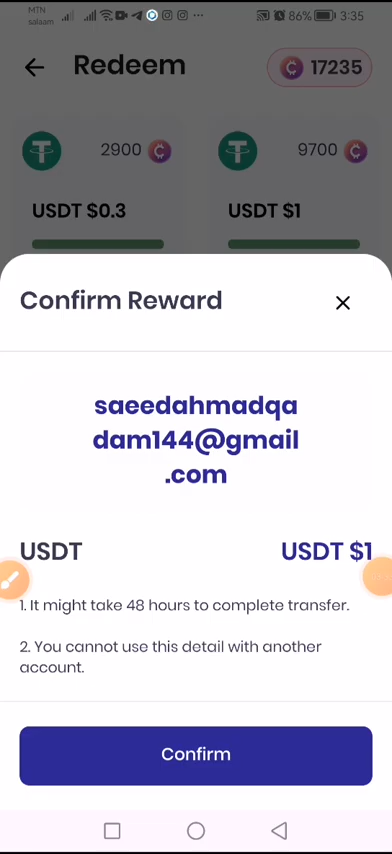 MTN
salaam
86%
3:35
Redeem
17235
2900
9700
USDT $0.3
USDT $1
Confirm Reward
saeedahmadqa
dam144@gmail
.com
USDT
USDT $1
1. It might take 48 hours to complete transfer.
2. You cannot use this detail with another
account.
Confirm